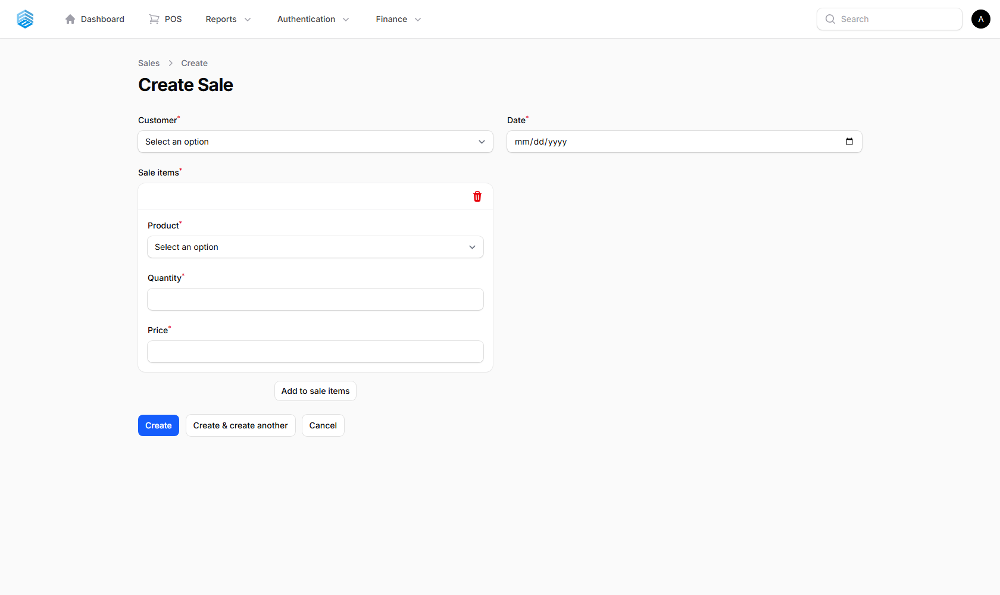 Dashboard POS Reports Authentication Finance Search A
Sales Create
Create Sale
Customer* Date*
Select an option mm/dd/yyyy
Sale items*
Product*
Select an option
Quantity*
Price*
Add to sale items
Create Create & create another Cancel